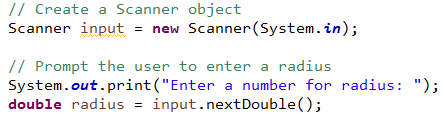 // Create a Scanner object
Scanner input = new Scanner(System.in);
// Prompt the user to enter a radius
System.out.print("Enter a number for radius: ");
double radius = input.nextDouble();